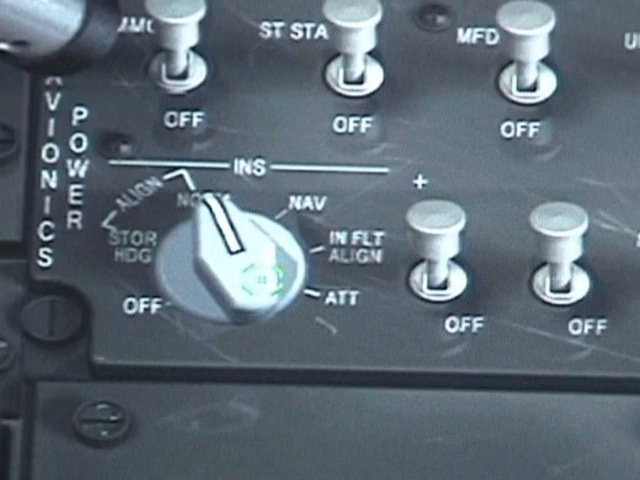 ST STA
MFD
OFF
OFF
OFF
AVIONICS
POWER
INS
+
ALIGN
NORM
NAV
STOR
HDG
IN FLT
ALIGN
OFF
ATT
OFF
OFF